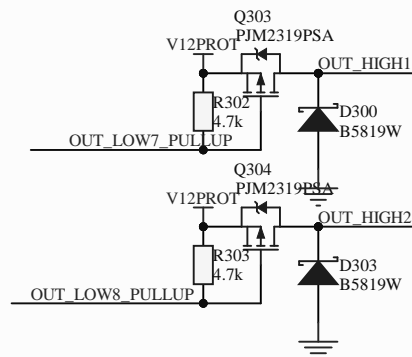 Q303
PJM2319PSA
V12PROT
OUT_HIGH1
R302
4.7k
D300
B5819W
OUT_LOW7_PULLUP
Q304
PJM2319PSA
V12PROT
OUT_HIGH2
R303
4.7k
D303
B5819W
OUT_LOW8_PULLUP